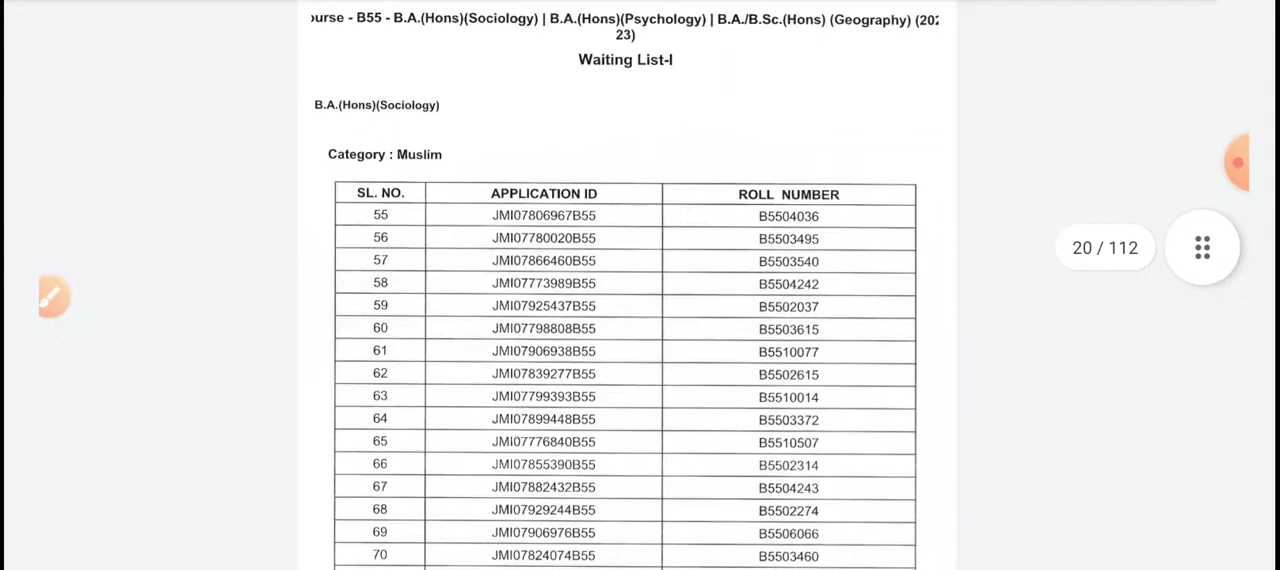 ourse - B55 - B.A.(Hons)(Sociology) | B.A.(Hons)(Psychology) | B.A./B.Sc.(Hons) (Geography) (202
23)
Waiting List-I
B.A.(Hons)(Sociology)
Category : Muslim
SL. NO. APPLICATION ID ROLL NUMBER
55 JMI07806967B55 B5504036
56 JMI07780020B55 B5503495
57 JMI07866460B55 B5503540
58 JMI07773989B55 B5504242
59 JMI07925437B55 B5502037
60 JMI07798808B55 B5503615
61 JMI07906938B55 B5510077
62 JMI07839277B55 B5502615
63 JMI07799393B55 B5510014
64 JMI07899448B55 B5503372
65 JMI07776840B55 B5510507
66 JMI07855390B55 B5502314
67 JMI07882432B55 B5504243
68 JMI07929244B55 B5502274
69 JMI07906976B55 B5506066
70 JMI07824074B55 B5503460
20 / 112